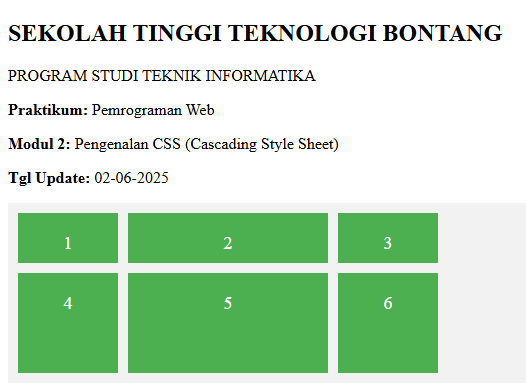 SEKOLAH TINGGI TEKNOLOGI BONTANG
PROGRAM STUDI TEKNIK INFORMATIKA
Praktikum: Pemrograman Web
Modul 2: Pengenalan CSS (Cascading Style Sheet)
Tgl Update: 02-06-2025
1 2 3
4 5 6